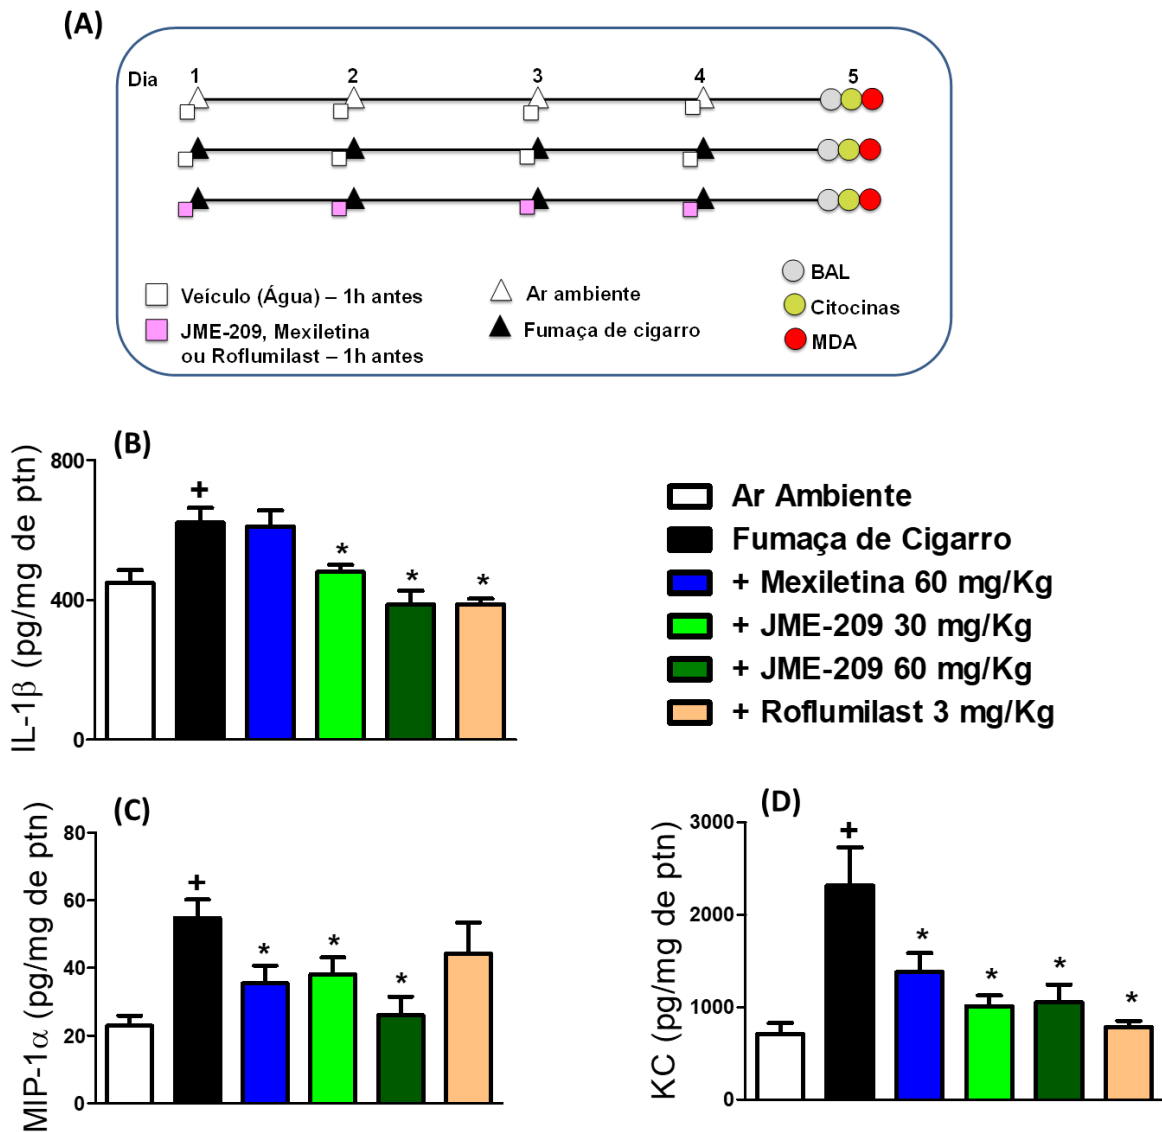 (A)
Dia 1 2 3 4 5
Veículo (Água) – 1h antes
JME-209, Mexiletina
ou Roflumilast – 1h antes
Ar ambiente
Fumaça de cigarro
BAL
Citocinas
MDA
(B)
IL-1β (pg/mg de ptn)
800
400
0
+
*
*
*
Ar Ambiente
Fumaça de Cigarro
+ Mexiletina 60 mg/Kg
+ JME-209 30 mg/Kg
+ JME-209 60 mg/Kg
+ Roflumilast 3 mg/Kg
(C)
MIP-1α (pg/mg de ptn)
80
60
40
20
0
+
*
*
*
(D)
KC (pg/mg de ptn)
3000
2000
1000
0
+
*
*
*
*